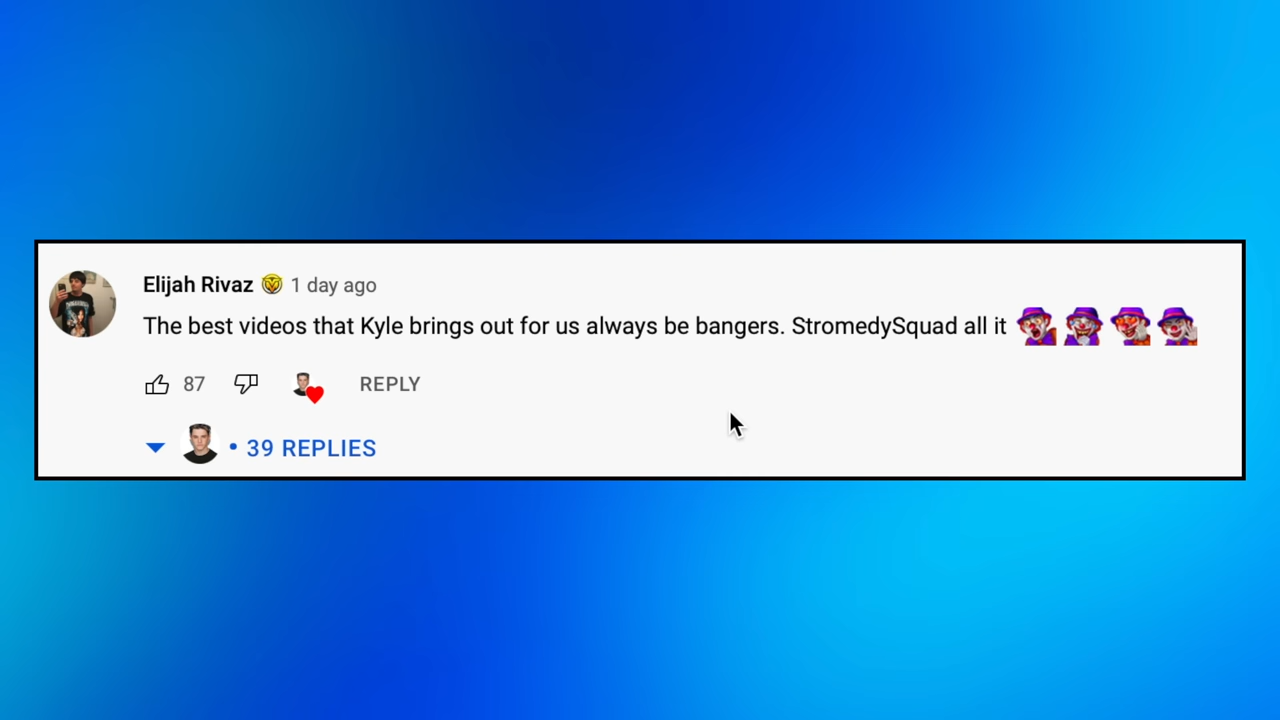 Elijah Rivaz 1 day ago
The best videos that Kyle brings out for us always be bangers. StromedySquad all it
87 REPLY
• 39 REPLIES